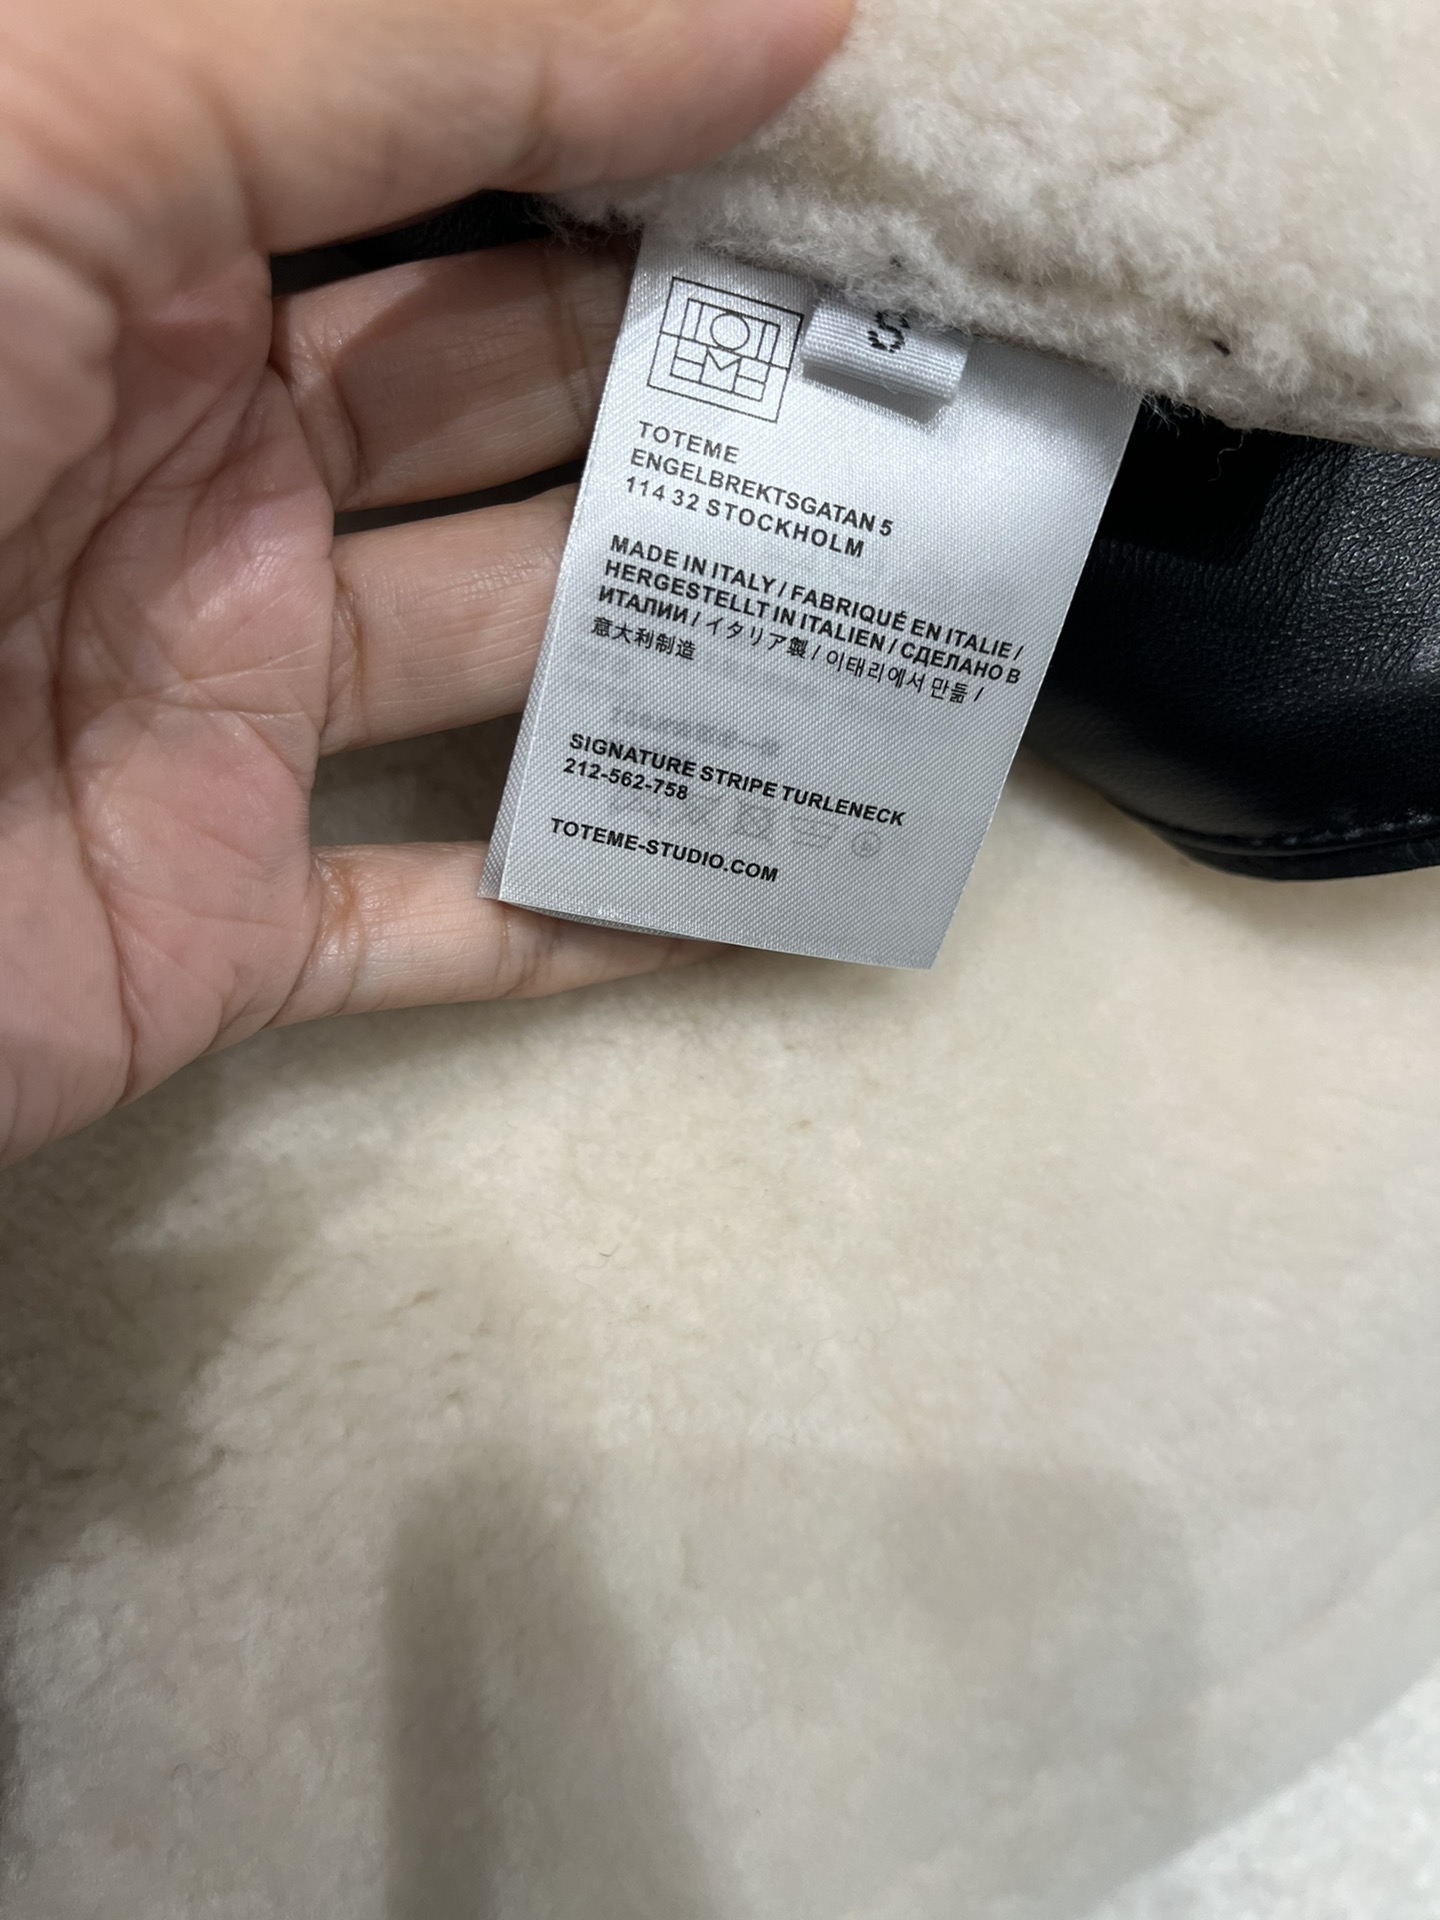 TOTEME
S
TOTEME
ENGELBREKTSGATAN 5
114 32 STOCKHOLM
MADE IN ITALY / FABRIQUÉ EN ITALIE /
HERGESTELLT IN ITALIEN / СДЕЛАНО В
ИТАЛИИ / イタリア製 / 이태리에서 만듦 /
意大利制造
SIGNATURE STRIPE TURLENECK
212-562-758
TOTEME-STUDIO.COM